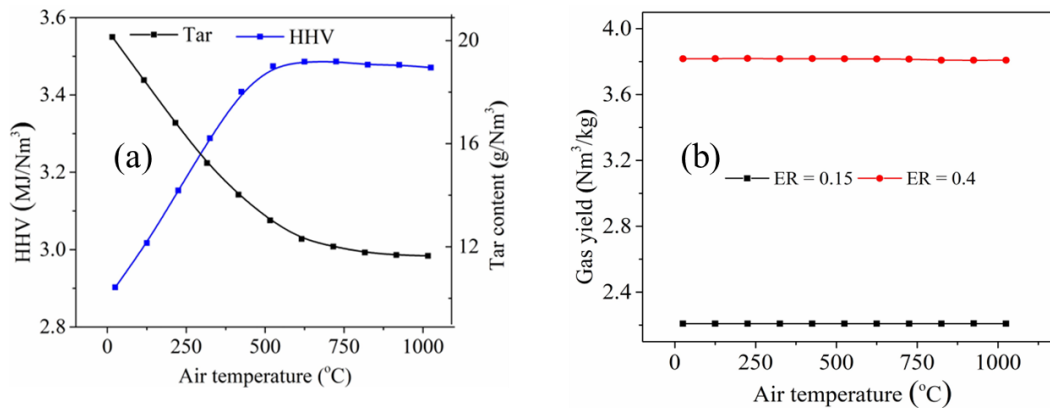 (a)
Tar
HHV
HHV (MJ/Nm³)
3.6
3.4
3.2
3.0
2.8
Tar content (g/Nm³)
20
16
12
0
250
500
750
1000
Air temperature (°C)
(b)
ER = 0.15
ER = 0.4
Gas yield (Nm³/kg)
4.0
3.6
3.2
2.8
2.4
0
250
500
750
1000
Air temperature (°C)